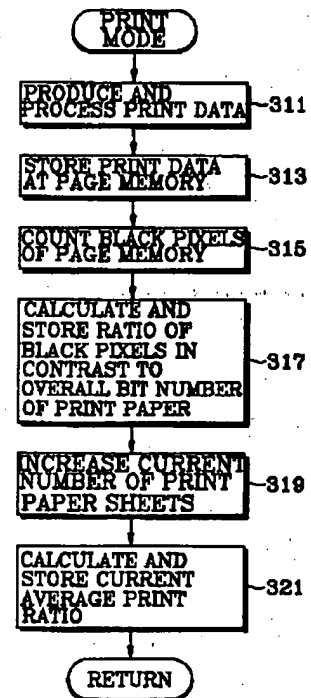 PRINT
MODE
PRODUCE AND
PROCESS PRINT DATA
311
STORE PRINT DATA
AT PAGE MEMORY
313
COUNT BLACK PIXELS
OF PAGE MEMORY
315
CALCULATE AND
STORE RATIO OF
BLACK PIXELS IN
CONTRAST TO
OVERALL BIT NUMBER
OF PRINT PAPER
317
INCREASE CURRENT
NUMBER OF PRINT
PAPER SHEETS
319
CALCULATE AND
STORE CURRENT
AVERAGE PRINT
RATIO
321
RETURN